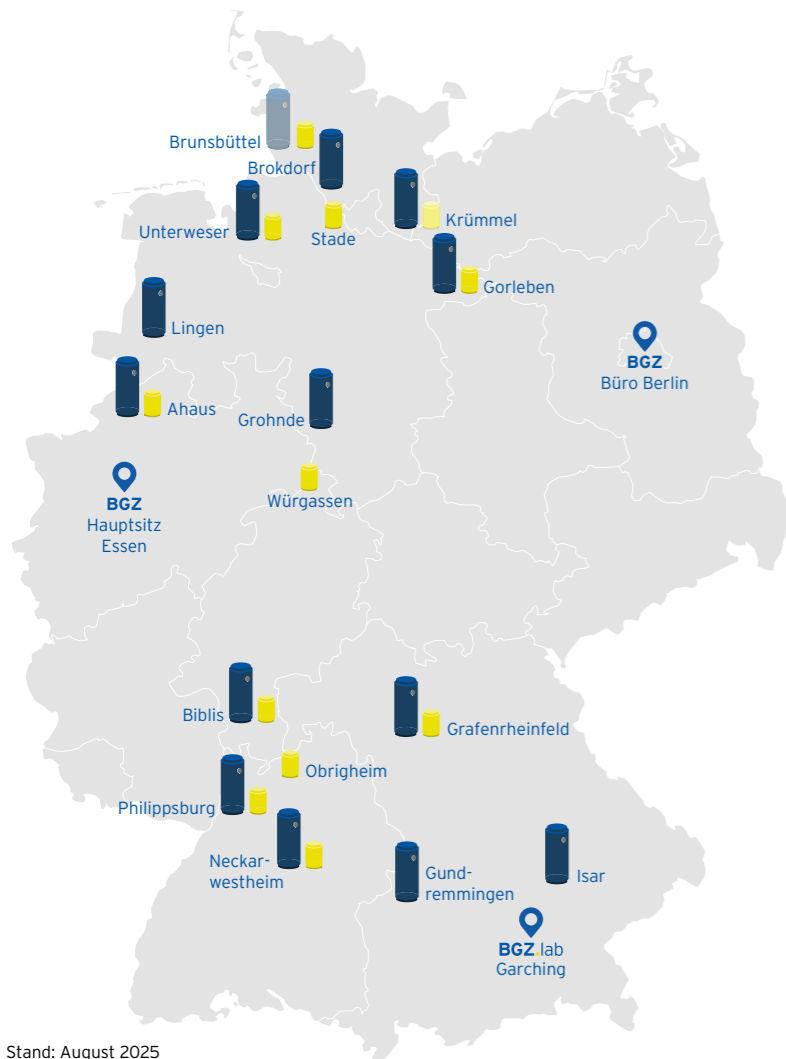 Brunsbüttel
Brokdorf
Unterweser
Stade
Krümmel
Gorleben
Lingen
BGZ
Büro Berlin
Ahaus
Grohnde
Würgassen
BGZ
Hauptsitz
Essen
Biblis
Grafenrheinfeld
Obrigheim
Philippsburg
Neckar-
westheim
Gund-
remmingen
Isar
BGZ.lab
Garching
Stand: August 2025